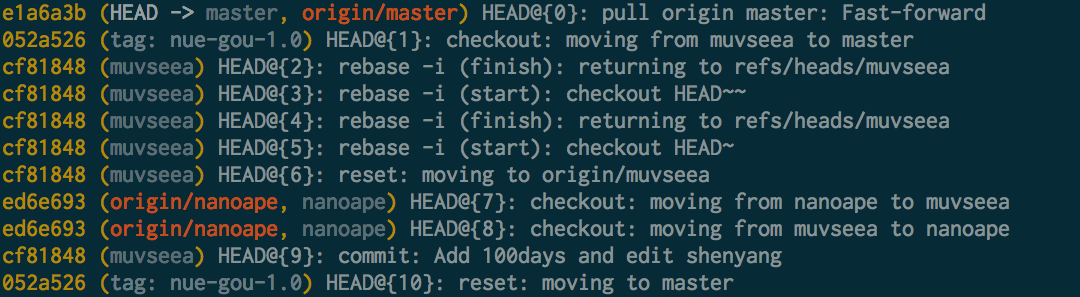 e1a6a3b (HEAD -> master, origin/master) HEAD@{0}: pull origin master: Fast-forward
052a526 (tag: nue-gou-1.0) HEAD@{1}: checkout: moving from muvseea to master
cf81848 (muvseea) HEAD@{2}: rebase -i (finish): returning to refs/heads/muvseea
cf81848 (muvseea) HEAD@{3}: rebase -i (start): checkout HEAD~~
cf81848 (muvseea) HEAD@{4}: rebase -i (finish): returning to refs/heads/muvseea
cf81848 (muvseea) HEAD@{5}: rebase -i (start): checkout HEAD~
cf81848 (muvseea) HEAD@{6}: reset: moving to origin/muvseea
ed6e693 (origin/nanoape, nanoape) HEAD@{7}: checkout: moving from nanoape to muvseea
ed6e693 (origin/nanoape, nanoape) HEAD@{8}: checkout: moving from muvseea to nanoape
cf81848 (muvseea) HEAD@{9}: commit: Add 100days and edit shenyang
052a526 (tag: nue-gou-1.0) HEAD@{10}: reset: moving to master